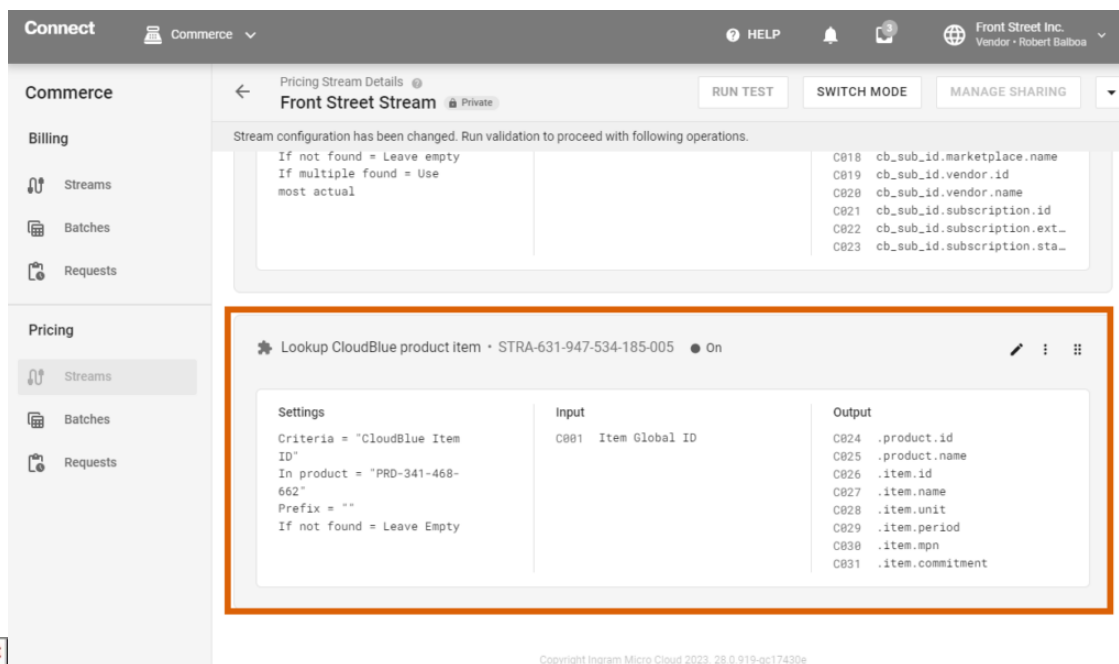 Connect
Commerce
HELP
3
Front Street Inc.
Vendor • Robert Balboa
Commerce
Pricing Stream Details
Front Street Stream Private
RUN TEST
SWITCH MODE
MANAGE SHARING
Billing
Stream configuration has been changed. Run validation to proceed with following operations.
Streams
Batches
Requests
Pricing
Streams
Batches
Requests
If not found = Leave empty
If multiple found = Use
most actual
C018 cb_sub_id.marketplace.name
C019 cb_sub_id.vendor.id
C020 cb_sub_id.vendor.name
C021 cb_sub_id.subscription.id
C022 cb_sub_id.subscription.ext…
C023 cb_sub_id.subscription.sta…
Lookup CloudBlue product item • STRA-631-947-534-185-005 On
Settings
Criteria = "CloudBlue Item
ID"
In product = "PRD-341-468-
662"
Prefix = ""
If not found = Leave Empty
Input
C001 Item Global ID
Output
C024 .product.id
C025 .product.name
C026 .item.id
C027 .item.name
C028 .item.unit
C029 .item.period
C030 .item.mpn
C031 .item.commitment
Copyright Ingram Micro Cloud 2023. 28.0.919-gc17430e